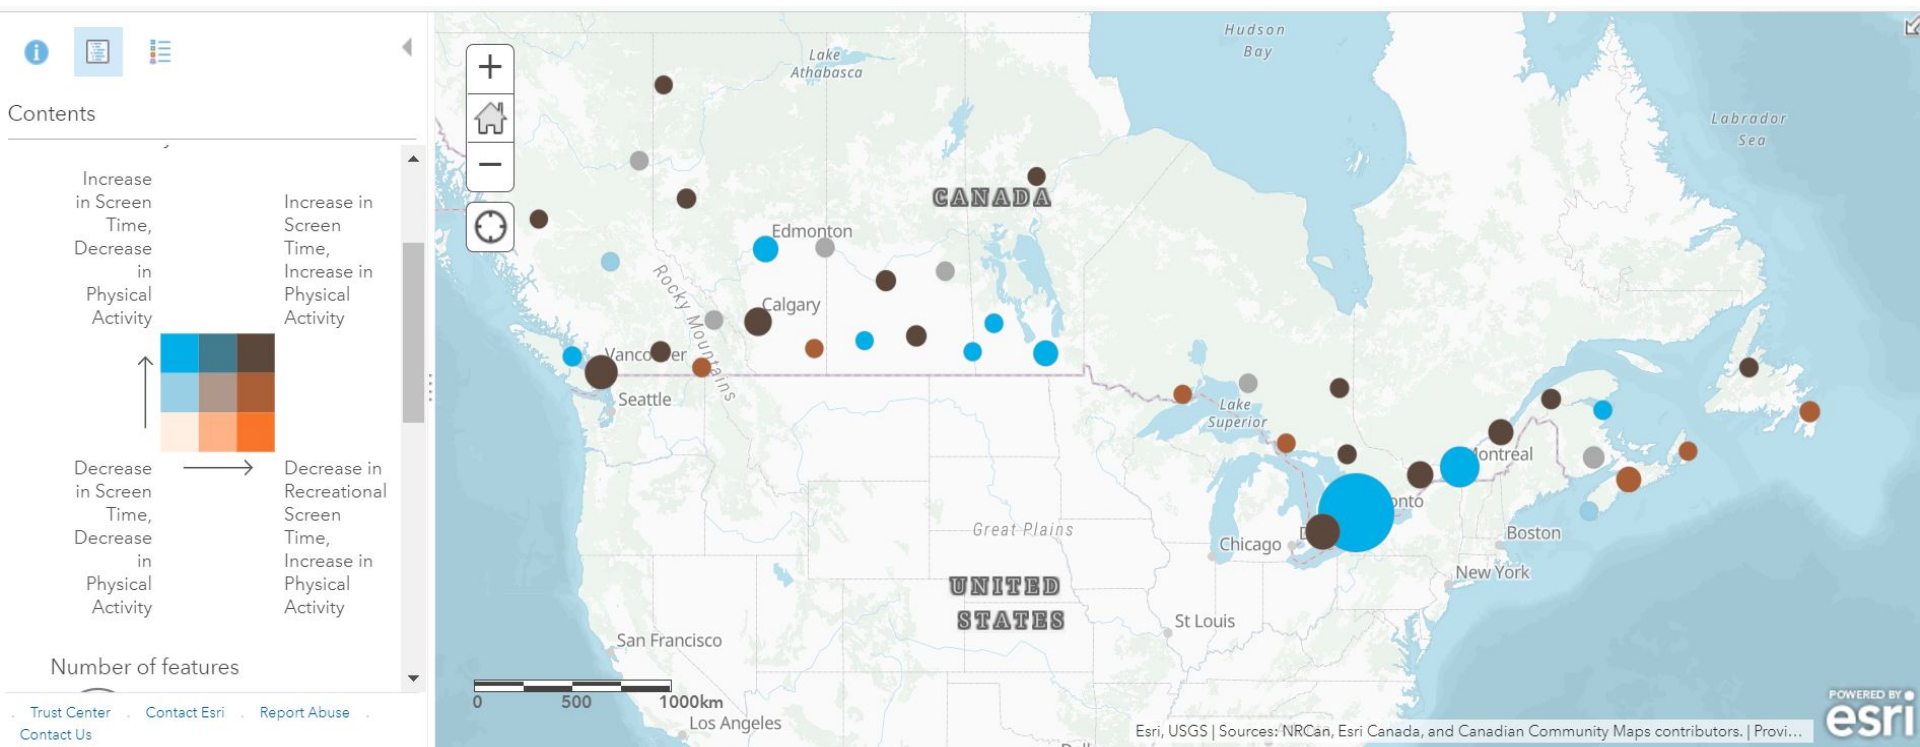 Contents
Increase
in Screen
Time,
Decrease
in
Physical
Activity
Increase in
Screen
Time,
Increase in
Physical
Activity
Decrease
in Screen
Time,
Decrease
in
Physical
Activity
Decrease in
Recreational
Screen
Time,
Increase in
Physical
Activity
Number of features
Trust Center . Contact Esri . Report Abuse .
Contact Us
Hudson
Bay
Lake
Athabasca
Labrador
Sea
CANADA
Edmonton
Rocky Mountains
Calgary
Vancouver
Seattle
Lake
Superior
Montreal
onto
D
Great Plains
Chicago
Boston
New York
UNITED
STATES
St Louis
San Francisco
0 500 1000km
Los Angeles
Esri, USGS | Sources: NRCan, Esri Canada, and Canadian Community Maps contributors. | Provi...
POWERED BY
esri